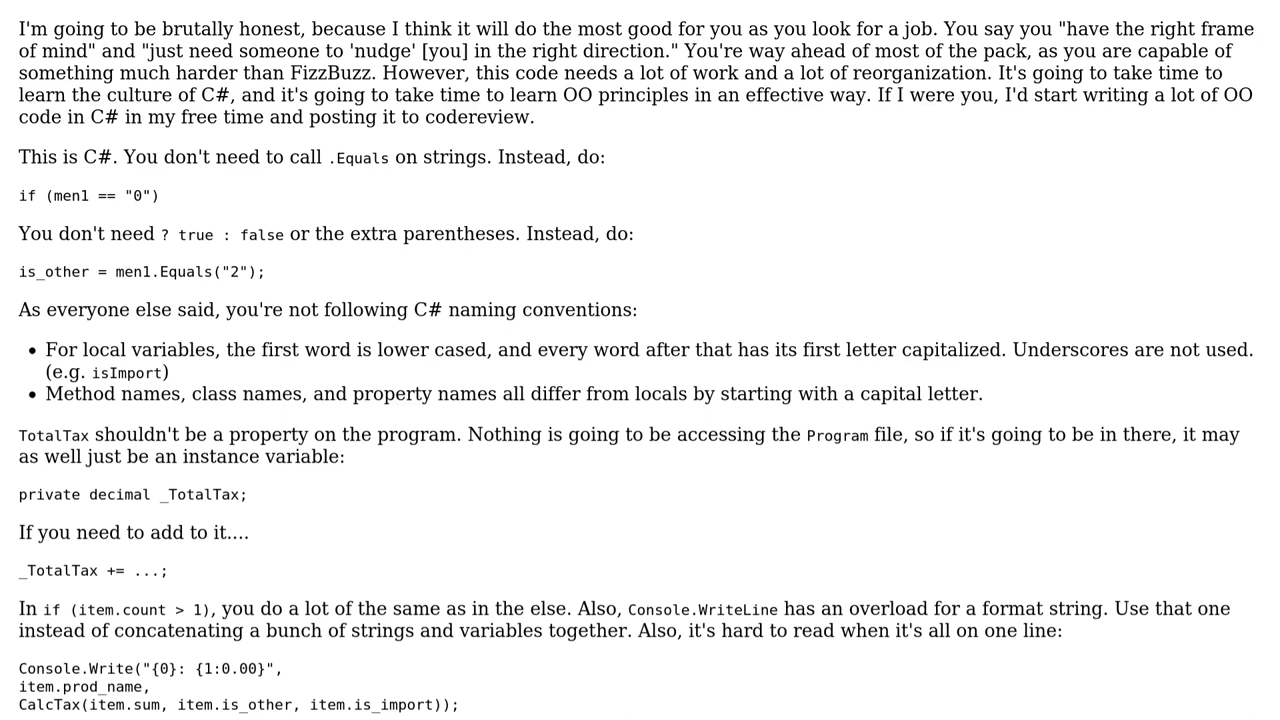 I'm going to be brutally honest, because I think it will do the most good for you as you look for a job. You say you "have the right frame
of mind" and "just need someone to 'nudge' [you] in the right direction." You're way ahead of most of the pack, as you are capable of
something much harder than FizzBuzz. However, this code needs a lot of work and a lot of reorganization. It's going to take time to
learn the culture of C#, and it's going to take time to learn OO principles in an effective way. If I were you, I'd start writing a lot of OO
code in C# in my free time and posting it to codereview.
This is C#. You don't need to call .Equals on strings. Instead, do:
if (men1 == "0")
You don't need ? true : false or the extra parentheses. Instead, do:
is_other = men1.Equals("2");
As everyone else said, you're not following C# naming conventions:
• For local variables, the first word is lower cased, and every word after that has its first letter capitalized. Underscores are not used.
(e.g. isImport)
• Method names, class names, and property names all differ from locals by starting with a capital letter.
TotalTax shouldn't be a property on the program. Nothing is going to be accessing the Program file, so if it's going to be in there, it may
as well just be an instance variable:
private decimal _TotalTax;
If you need to add to it....
_TotalTax += ...;
In if (item.count > 1), you do a lot of the same as in the else. Also, Console.WriteLine has an overload for a format string. Use that one
instead of concatenating a bunch of strings and variables together. Also, it's hard to read when it's all on one line:
Console.Write("{0}: {1:0.00}",
item.prod_name,
CalcTax(item.sum, item.is_other, item.is_import));